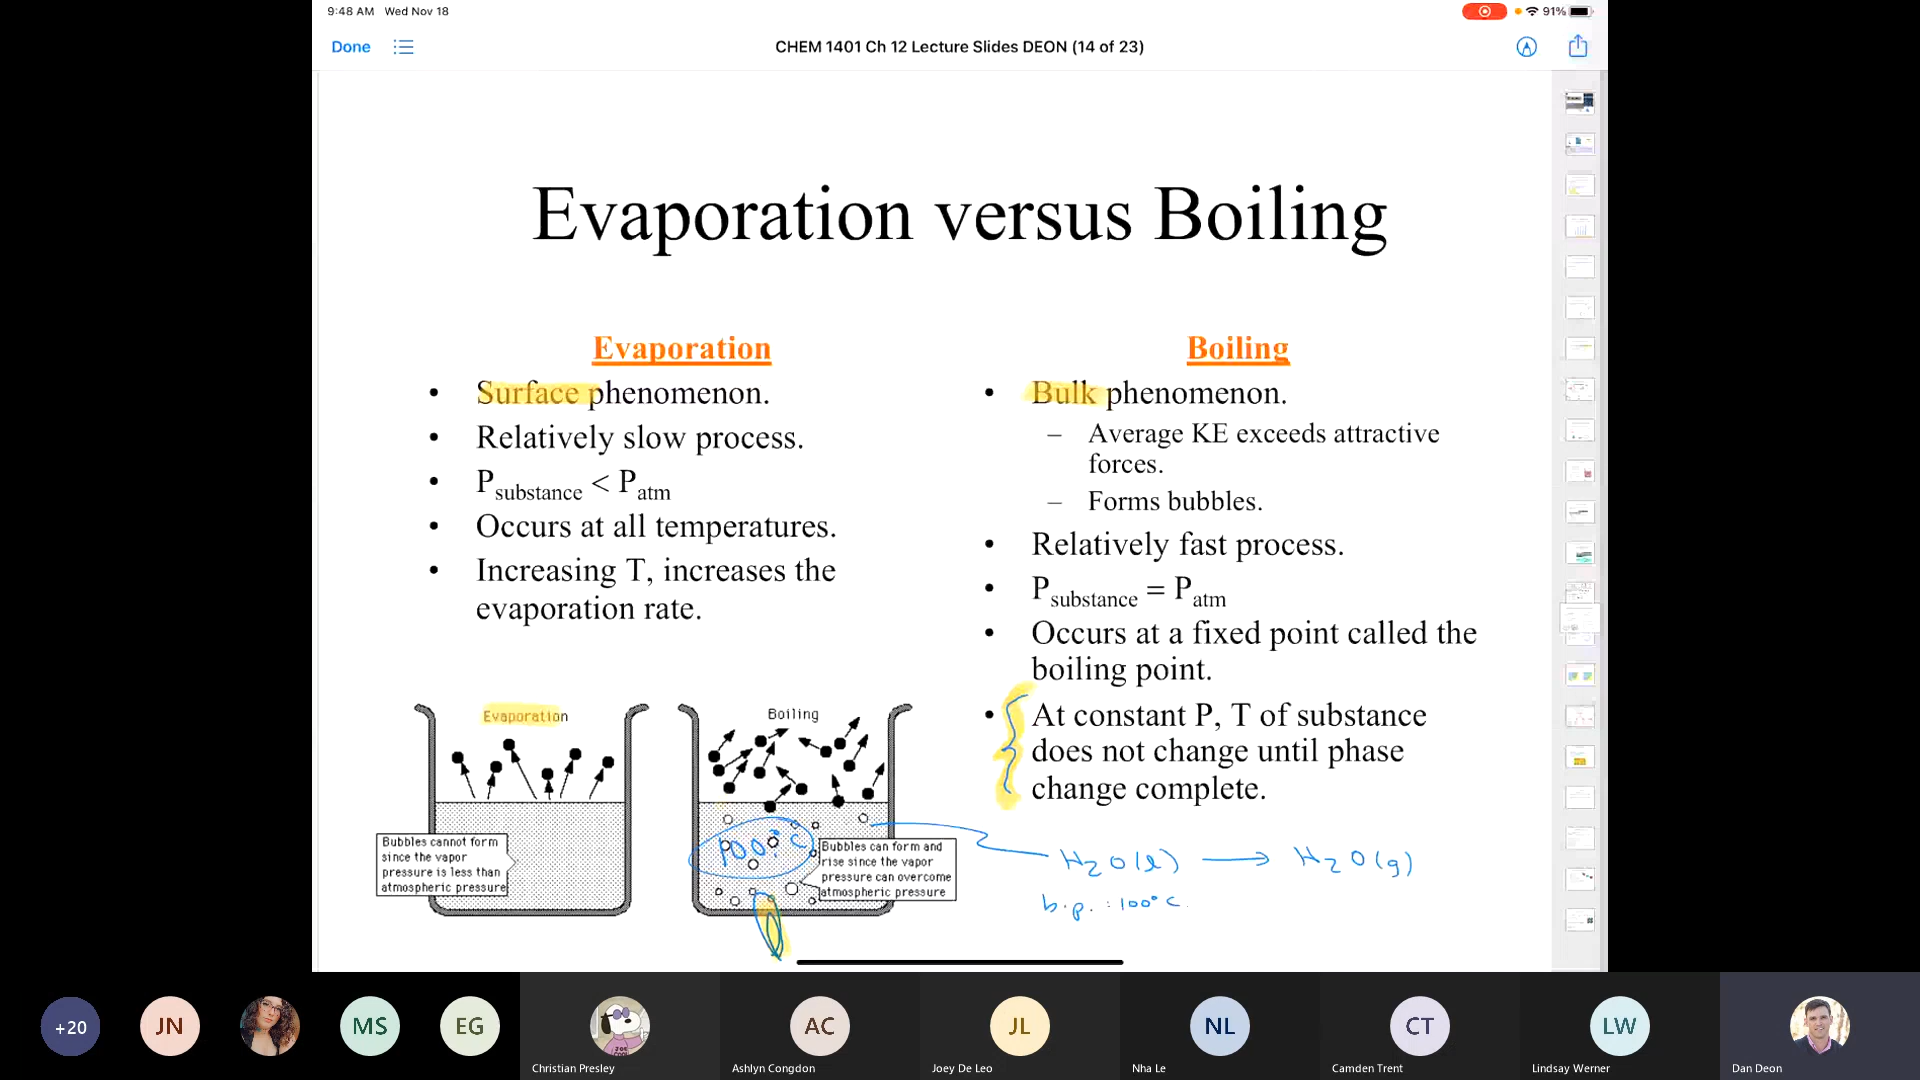 9:48 AM Wed Nov 18
91%
Done
CHEM 1401 Ch 12 Lecture Slides DEON (14 of 23)
Evaporation versus Boiling
Evaporation
• Surface phenomenon.
• Relatively slow process.
• Psubstance < Patm
• Occurs at all temperatures.
• Increasing T, increases the
evaporation rate.
Boiling
• Bulk phenomenon.
– Average KE exceeds attractive
forces.
– Forms bubbles.
• Relatively fast process.
• Psubstance = Patm
• Occurs at a fixed point called the
boiling point.
• At constant P, T of substance
does not change until phase
change complete.
Evaporation
Bubbles cannot form
since the vapor
pressure is less than
atmospheric pressure
Boiling
100.°C
Bubbles can form and
rise since the vapor
pressure can overcome
atmospheric pressure
H2O(l) → H2O(g)
b.p. : 100°C.
+20
JN
MS
EG
Christian Presley
AC
Ashlyn Congdon
JL
Joey De Leo
NL
Nha Le
CT
Camden Trent
LW
Lindsay Werner
Dan Deon